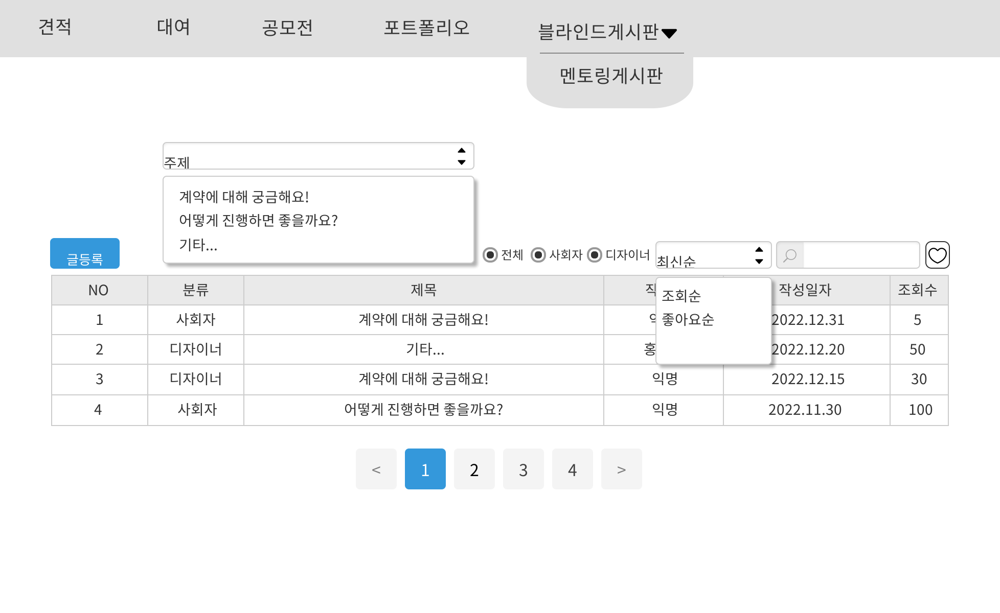 견적 대여 공모전 포트폴리오 블라인드게시판
멘토링게시판
주제
계약에 대해 궁금해요!
어떻게 진행하면 좋을까요?
기타...
글등록 전체 사회자 디자이너 최신순
조회순
좋아요순
NO 분류 제목 작성일자 조회수
1 사회자 계약에 대해 궁금해요! 2022.12.31 5
2 디자이너 기타... 2022.12.20 50
3 디자이너 계약에 대해 궁금해요! 익명 2022.12.15 30
4 사회자 어떻게 진행하면 좋을까요? 익명 2022.11.30 100
< 1 2 3 4 >